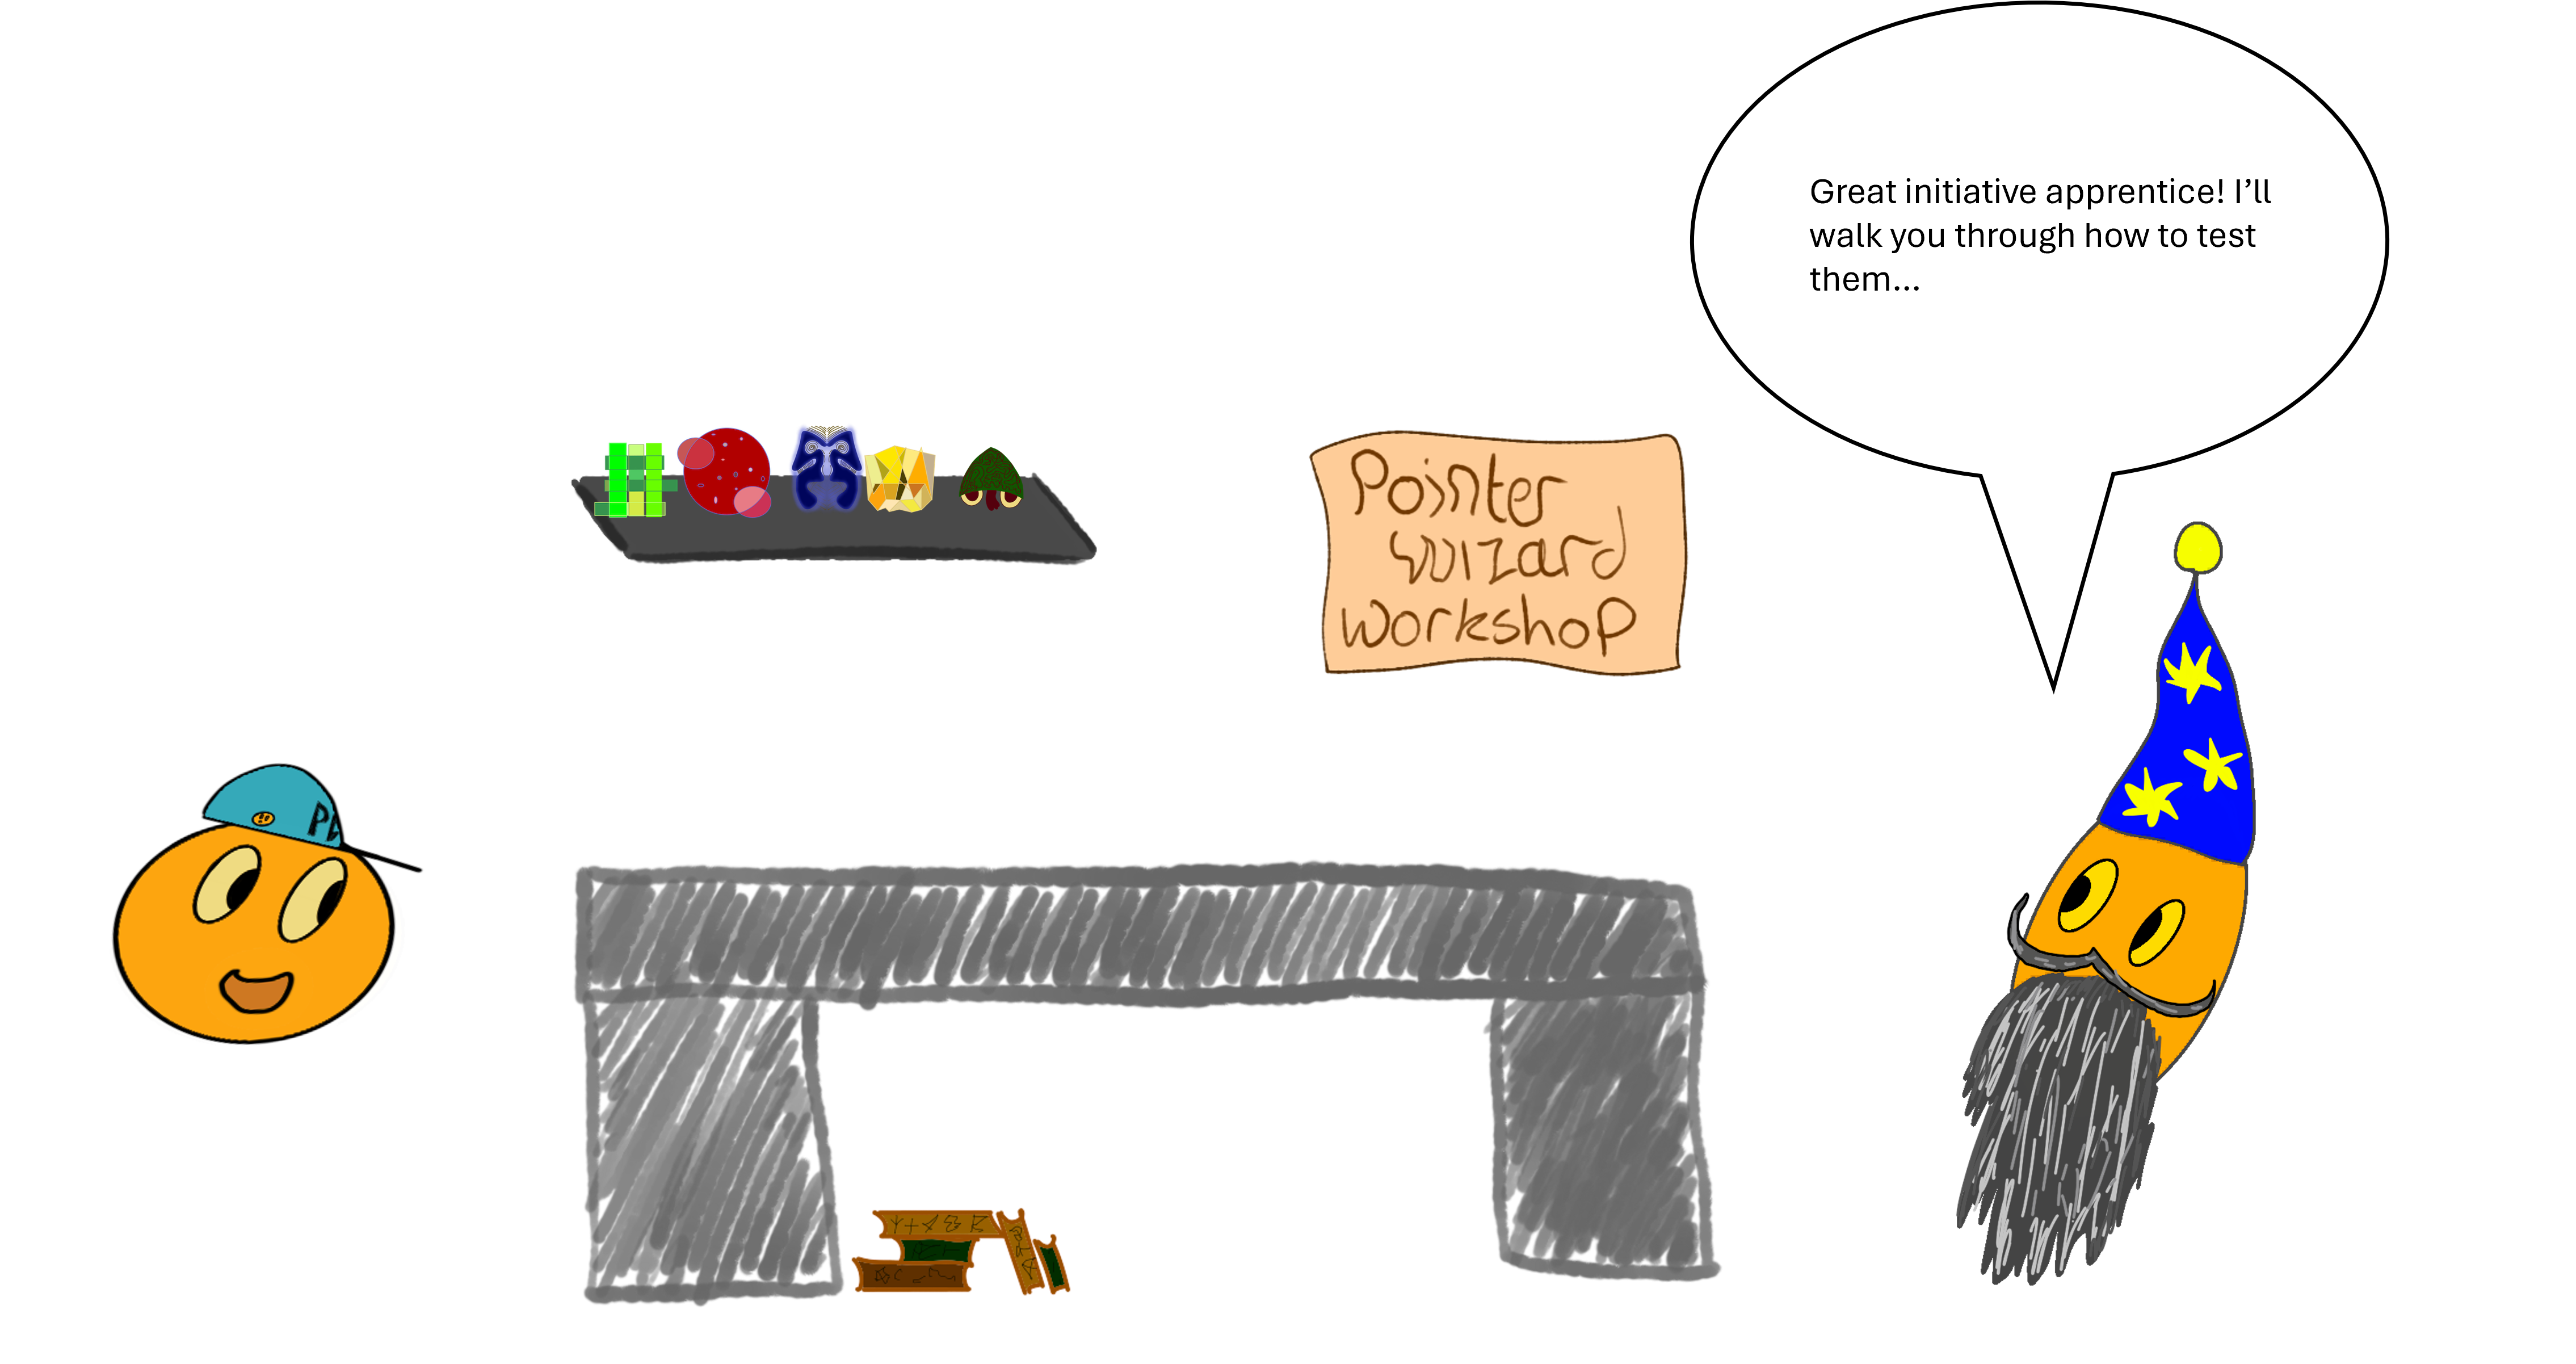 Great initiative apprentice! I’ll
walk you through how to test
them...
Pointer
wizard
workshop